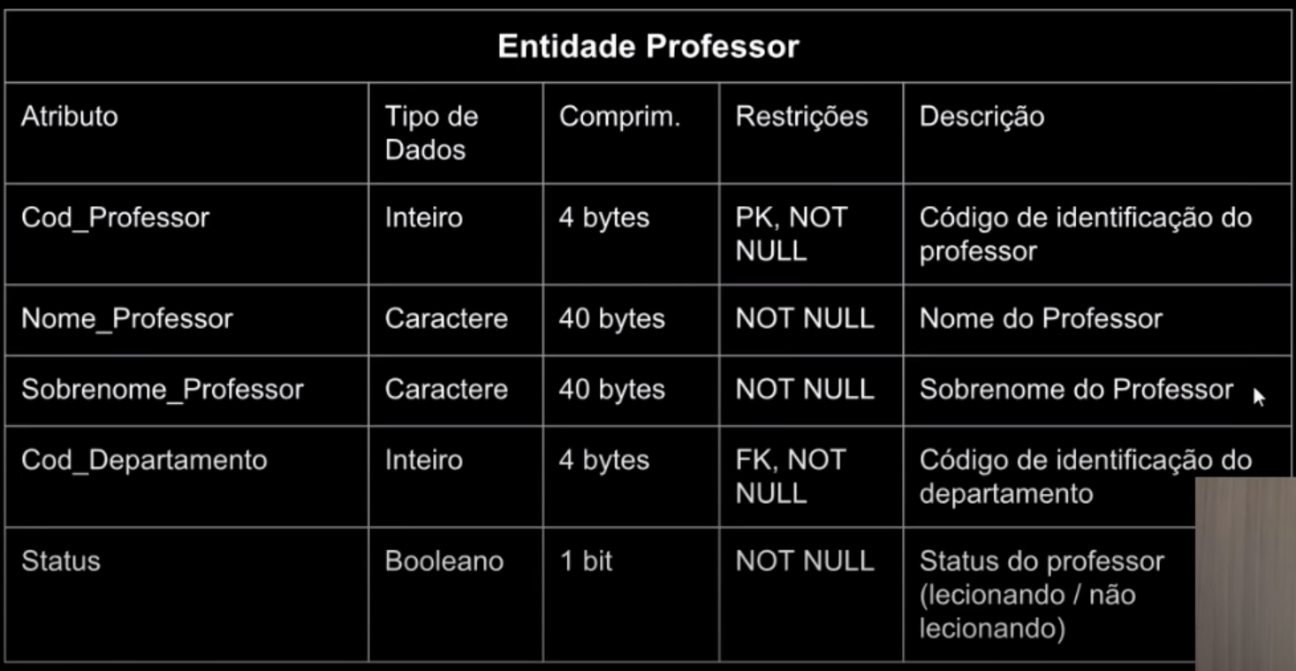 Entidade Professor
Atributo
Tipo de
Dados
Comprim.
Restrições
Descrição
Cod_Professor
Inteiro
4 bytes
PK, NOT
NULL
Código de identificação do
professor
Nome_Professor
Caractere
40 bytes
NOT NULL
Nome do Professor
Sobrenome_Professor
Caractere
40 bytes
NOT NULL
Sobrenome do Professor
Cod_Departamento
Inteiro
4 bytes
FK, NOT
NULL
Código de identificação do
departamento
Status
Booleano
1 bit
NOT NULL
Status do professor
(lecionando / não
lecionando)